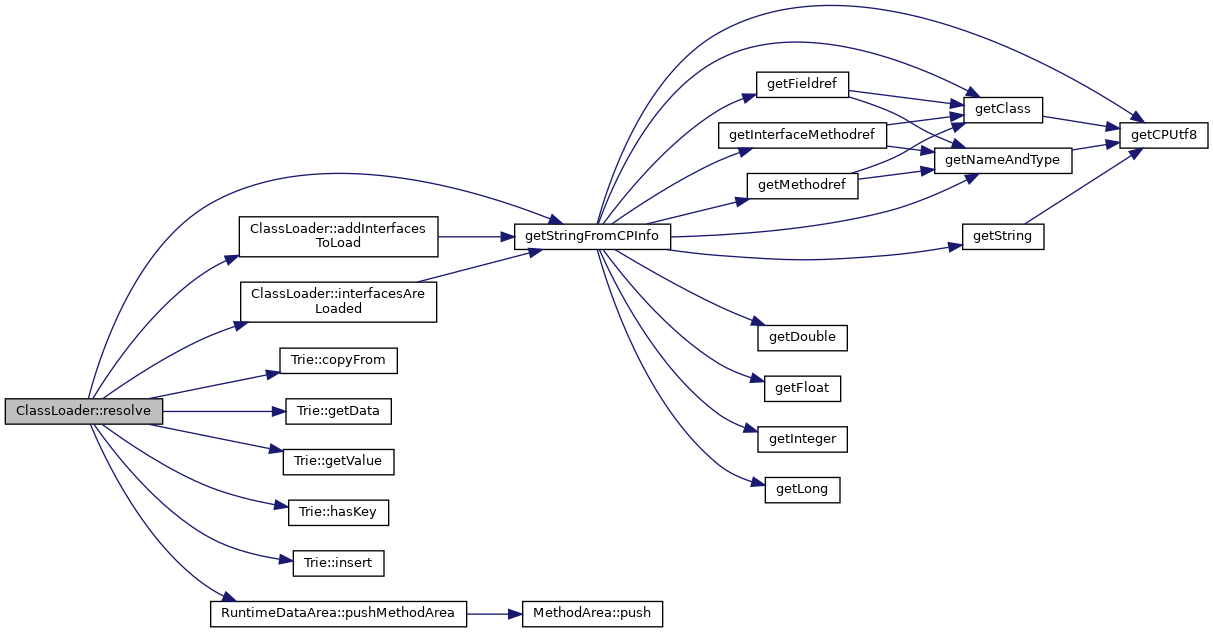 ClassLoader::resolve
ClassLoader::addInterfaces
ToLoad
ClassLoader::interfacesAre
Loaded
Trie::copyFrom
Trie::getData
Trie::getValue
Trie::hasKey
Trie::insert
RuntimeDataArea::pushMethodArea
getStringFromCPInfo
MethodArea::push
getFieldref
getInterfaceMethodref
getMethodref
getDouble
getFloat
getInteger
getLong
getClass
getNameAndType
getString
getCPUtf8